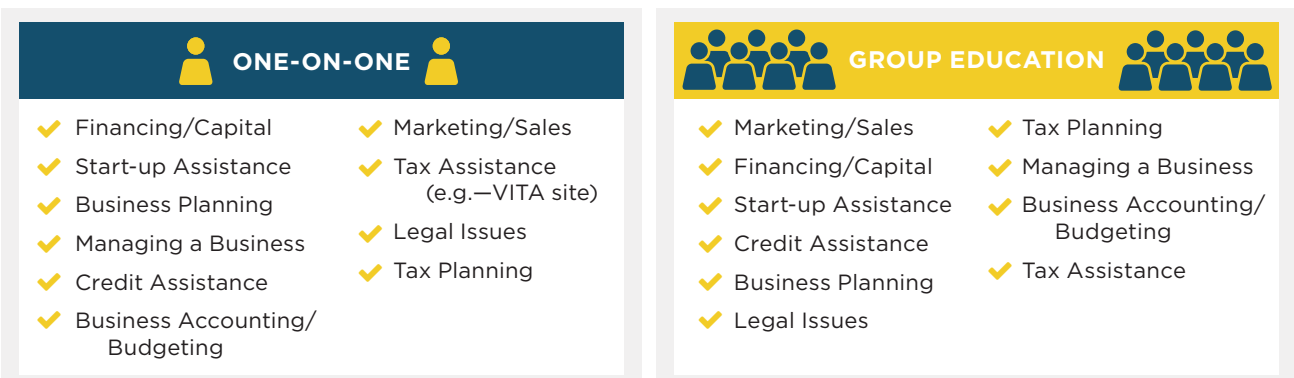 ONE-ON-ONE
Financing/Capital
Start-up Assistance
Business Planning
Managing a Business
Credit Assistance
Business Accounting/
Budgeting
Marketing/Sales
Tax Assistance
(e.g.—VITA site)
Legal Issues
Tax Planning
GROUP EDUCATION
Marketing/Sales
Financing/Capital
Start-up Assistance
Credit Assistance
Business Planning
Legal Issues
Tax Planning
Managing a Business
Business Accounting/
Budgeting
Tax Assistance